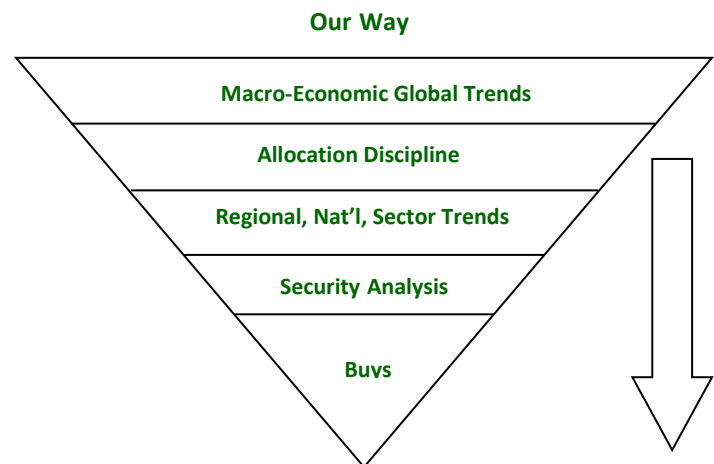 Our Way
Macro-Economic Global Trends
Allocation Discipline
Regional, Nat’l, Sector Trends
Security Analysis
Buys